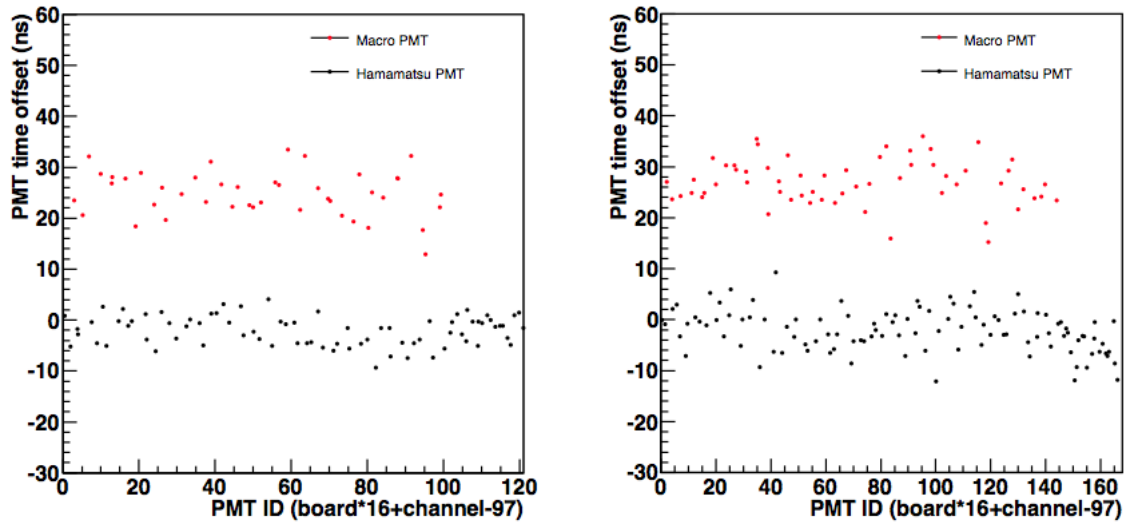 PMT time offset (ns)
60
50
40
30
20
10
0
-10
-20
-30
Macro PMT
Hamamatsu PMT
0 20 40 60 80 100 120
PMT ID (board*16+channel-97)
PMT time offset (ns)
60
50
40
30
20
10
0
-10
-20
-30
Macro PMT
Hamamatsu PMT
0 20 40 60 80 100 120 140 160
PMT ID (board*16+channel-97)